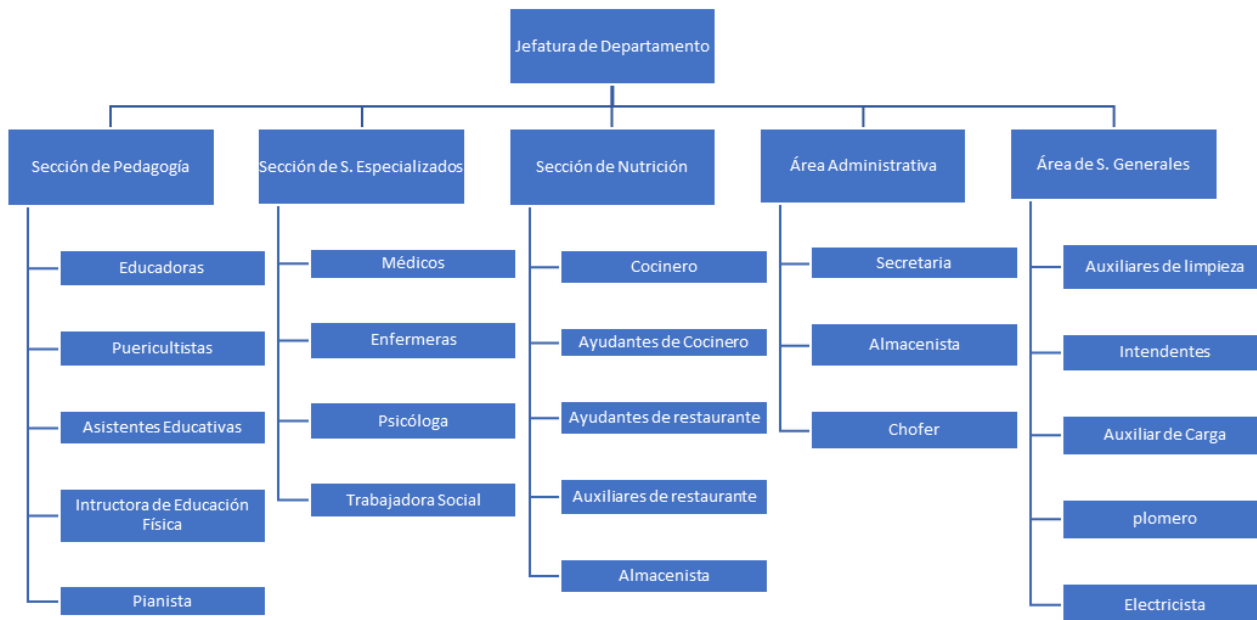 Jefatura de Departamento
Sección de Pedagogía
Sección de S. Especializados
Sección de Nutrición
Área Administrativa
Área de S. Generales
Educadoras
Puericultistas
Asistentes Educativas
Intructora de Educación
Física
Pianista
Médicos
Enfermeras
Psicóloga
Trabajadora Social
Cocinero
Ayudantes de Cocinero
Ayudantes de restaurante
Auxiliares de restaurante
Almacenista
Secretaria
Almacenista
Chofer
Auxiliares de limpieza
Intendentes
Auxiliar de Carga
plomero
Electricista